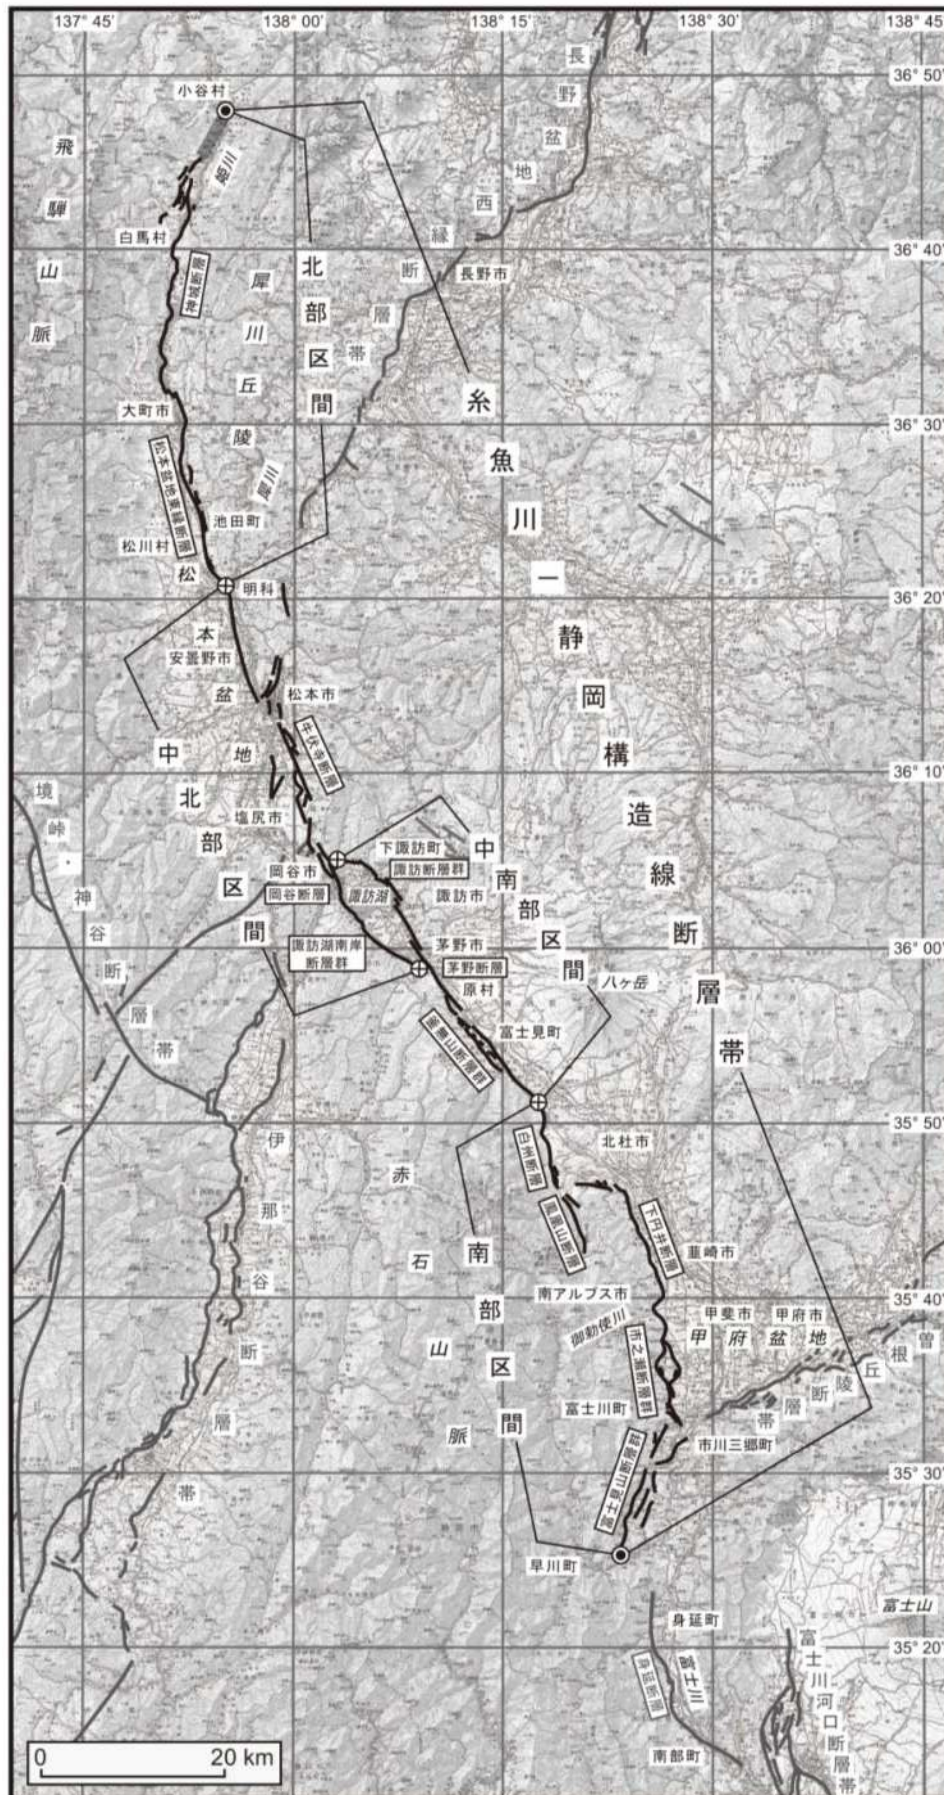 137° 45'
138° 00'
138° 15'
138° 30'
138° 45'
36° 50'
36° 40'
36° 30'
36° 20'
36° 10'
36° 00'
35° 50'
35° 40'
35° 30'
35° 20'
糸魚川ー静岡構造線断層帯
北部区間
中北部区間
中南部区間
南部区間
長野盆地西縁断層帯
境峠・神谷断層帯
伊那谷断層帯
曽根丘陵断層帯
富士川河口断層帯
飛騨山脈
小谷村
姫川
白馬村
神城断層
犀川丘陵
長野市
大町市
松本盆地東縁断層
犀川
池田町
松川村
明科
松本盆地
安曇野市
松本市
牛伏寺断層
塩尻市
岡谷市
岡谷断層
下諏訪町
諏訪断層群
諏訪湖
諏訪市
諏訪湖南岸
断層群
茅野市
茅野断層
原村
八ヶ岳
富士見町
釜無山断層群
白州断層
北杜市
鳳凰山断層
下円井断層
韮崎市
赤石山脈
南アルプス市
甲斐市
甲府市
御勅使川
甲府盆地
市之瀬断層群
富士川町
市川三郷町
富士見山断層群
早川町
身延町
富士川
身延断層
南部町
富士山
0
20 km